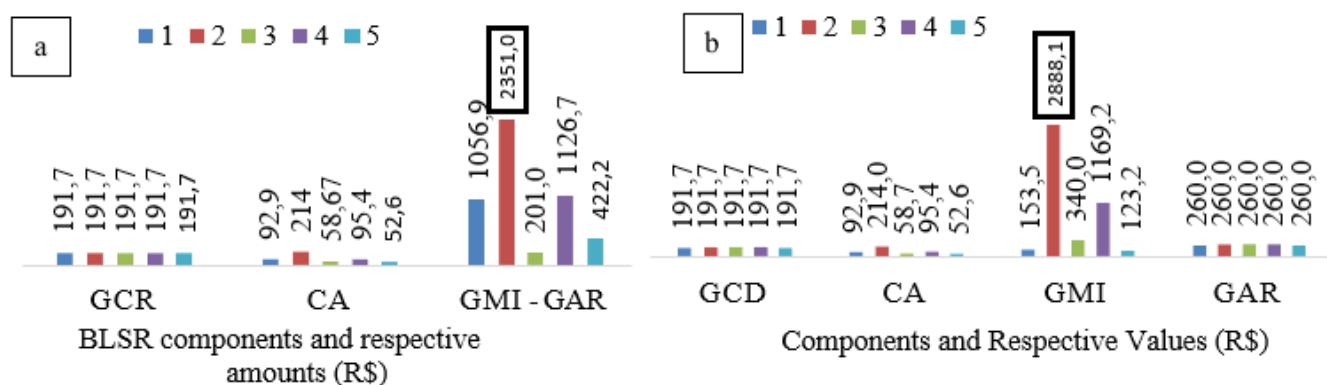 a
1 2 3 4 5
191,7 191,7 191,7 191,7 191,7
92,9 214 58,67 95,4 52,6
1056,9 2351,0 201,0 1126,7 422,2
GCR CA GMI - GAR
BLSR components and respective
amounts (R$)
b
1 2 3 4 5
191,7 191,7 191,7 191,7 191,7
92,9 214,0 58,7 95,4 52,6
153,5 2888,1 340,0 1169,2 123,2
260,0 260,0 260,0 260,0 260,0
GCD CA GMI GAR
Components and Respective Values (R$)